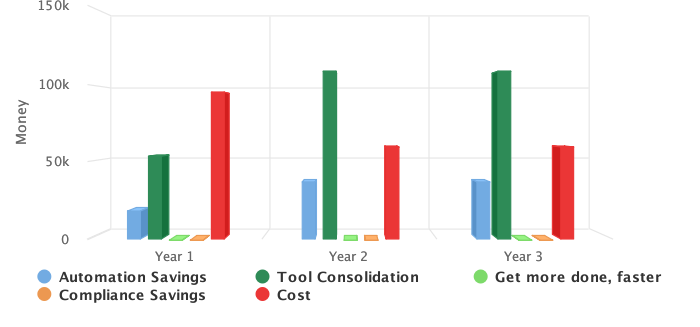 150k
100k
50k
0
Money
Year 1
Year 2
Year 3
Automation Savings
Tool Consolidation
Get more done, faster
Compliance Savings
Cost